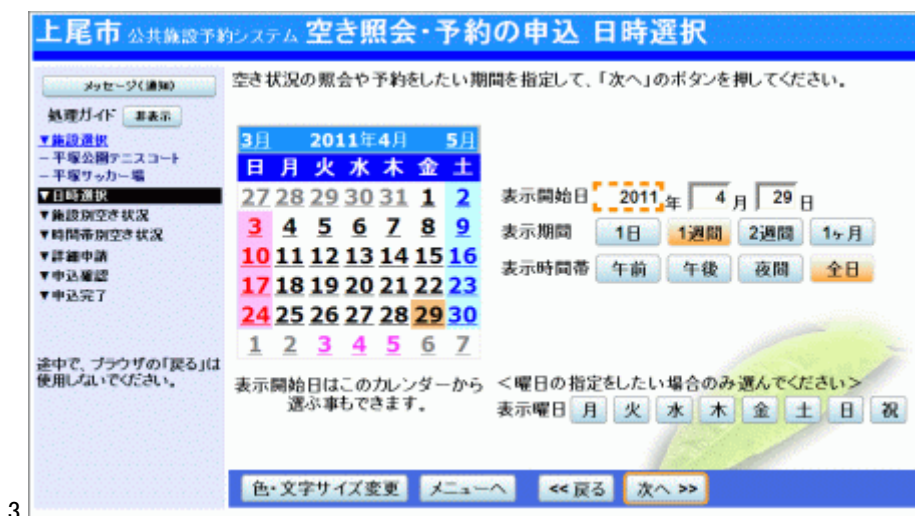 上尾市 公共施設予約システム 空き照会・予約の申込 日時選択
メッセージ(通知)
処理ガイド 非表示
▼施設選択
－平塚公園テニスコート
－平塚サッカー場
▼日時選択
▼施設別空き状況
▼時間帯別空き状況
▼詳細申請
▼申込確認
▼申込完了
途中で、ブラウザの「戻る」は
使用しないでください。
空き状況の照会や予約をしたい期間を指定して、「次へ」のボタンを押してください。
3月 2011年4月 5月
日 月 火 水 木 金 土
27 28 29 30 31 1 2
3 4 5 6 7 8 9
10 11 12 13 14 15 16
17 18 19 20 21 22 23
24 25 26 27 28 29 30
1 2 3 4 5 6 7
表示開始日はこのカレンダーから
選ぶ事もできます。
表示開始日 2011 年 4 月 29 日
表示期間 1日 1週間 2週間 1ヶ月
表示時間帯 午前 午後 夜間 全日
＜曜日の指定をしたい場合のみ選んでください＞
表示曜日 月 火 水 木 金 土 日 祝
色・文字サイズ変更 メニューへ <<戻る 次へ >>
3